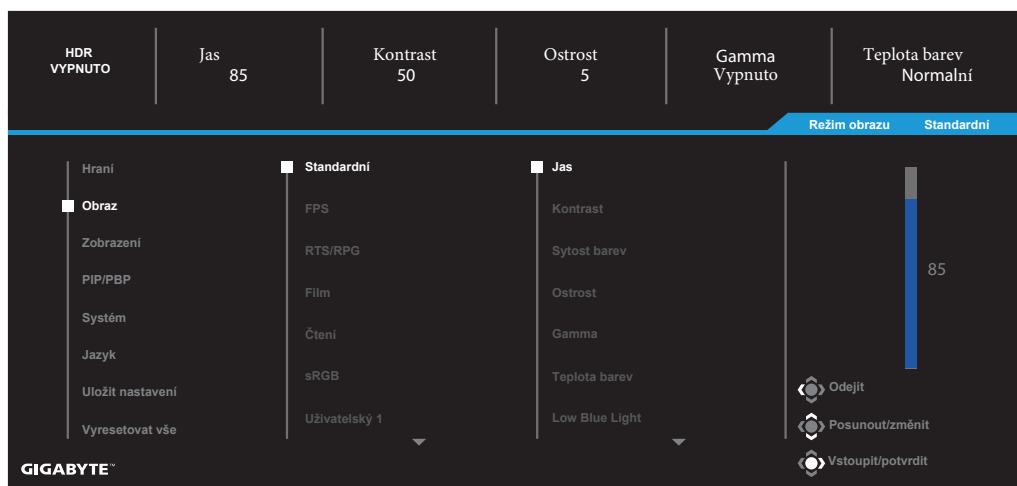 HDR
VYPNUTO
Jas
85
Kontrast
50
Ostrost
5
Gamma
Vypnuto
Teplota barev
Normalní
Režim obrazu Standardní
Hraní
Obraz
Zobrazení
PIP/PBP
Systém
Jazyk
Uložit nastavení
Vyresetovat vše
Standardní
FPS
RTS/RPG
Film
Čtení
sRGB
Uživatelský 1
Jas
Kontrast
Sytost barev
Ostrost
Gamma
Teplota barev
Low Blue Light
85
Odejít
Posunout/změnit
Vstoupit/potvrdit
GIGABYTE™